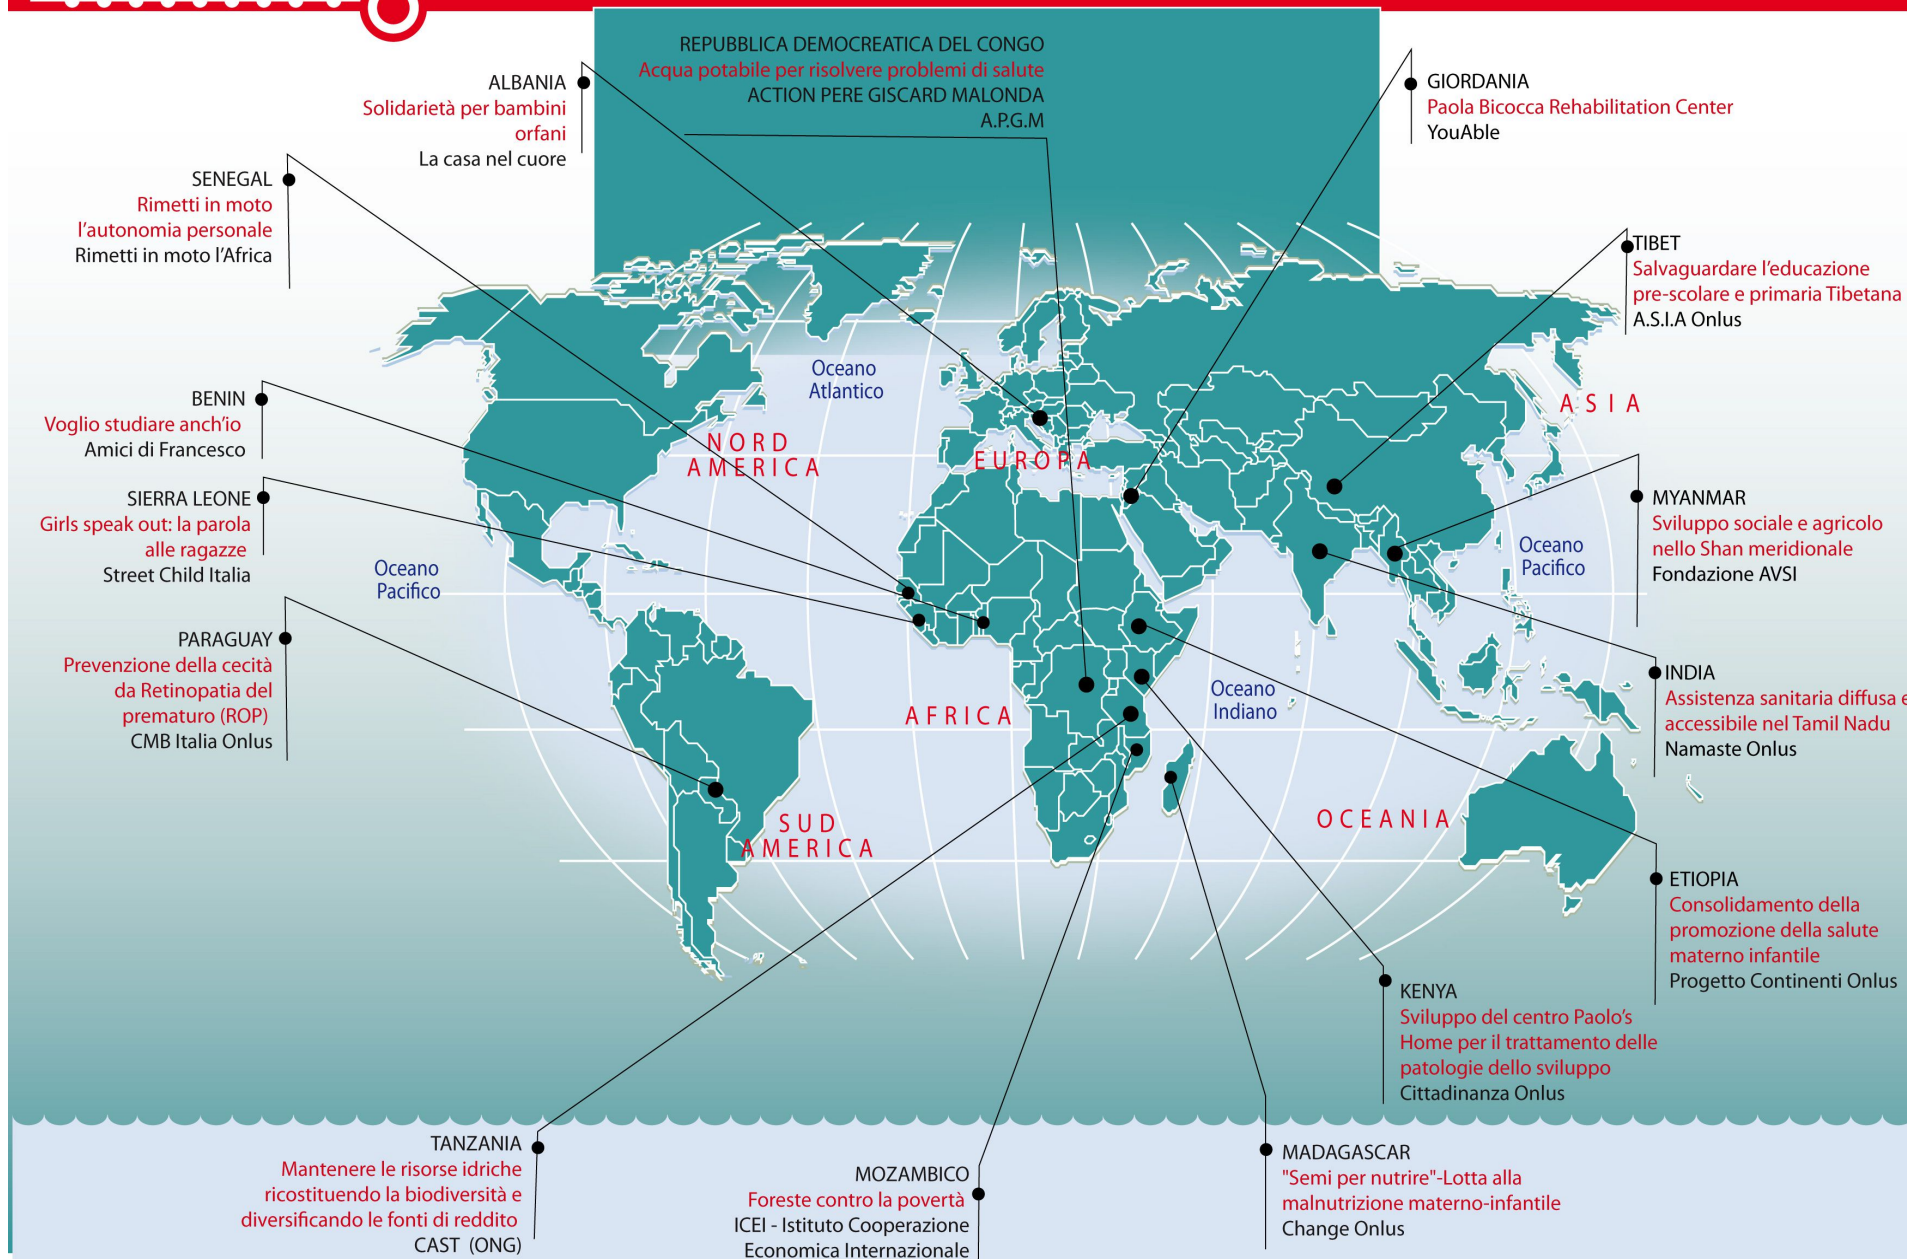 REPUBBLICA DEMOCREATICA DEL CONGO
Acqua potabile per risolvere problemi di salute
ACTION PERE GISCARD MALONDA
A.P.G.M
ALBANIA
Solidarietà per bambini
orfani
La casa nel cuore
GIORDANIA
Paola Bicocca Rehabilitation Center
YouAble
SENEGAL
Rimetti in moto
l'autonomia personale
Rimetti in moto l'Africa
TIBET
Salvaguardare l'educazione
pre-scolare e primaria Tibetana
A.S.I.A Onlus
BENIN
Voglio studiare anch'io
Amici di Francesco
SIERRA LEONE
Girls speak out: la parola
alle ragazze
Street Child Italia
PARAGUAY
Prevenzione della cecità
da Retinopatia del
prematuro (ROP)
CMB Italia Onlus
Oceano
Atlantico
NORD
AMERICA
EUROPA
ASIA
Oceano
Pacifico
Oceano
Pacifico
MYANMAR
Sviluppo sociale e agricolo
nello Shan meridionale
Fondazione AVSI
INDIA
Assistenza sanitaria diffusa e
accessibile nel Tamil Nadu
Namaste Onlus
AFRICA
Oceano
Indiano
SUD
AMERICA
OCEANIA
ETIOPIA
Consolidamento della
promozione della salute
materno infantile
Progetto Continenti Onlus
KENYA
Sviluppo del centro Paolo's
Home per il trattamento delle
patologie dello sviluppo
Cittadinanza Onlus
TANZANIA
Mantenere le risorse idriche
ricostituendo la biodiversità e
diversificando le fonti di reddito
CAST (ONG)
MOZAMBICO
Foreste contro la povertà
ICEI - Istituto Cooperazione
Economica Internazionale
MADAGASCAR
"Semi per nutrire"-Lotta alla
malnutrizione materno-infantile
Change Onlus